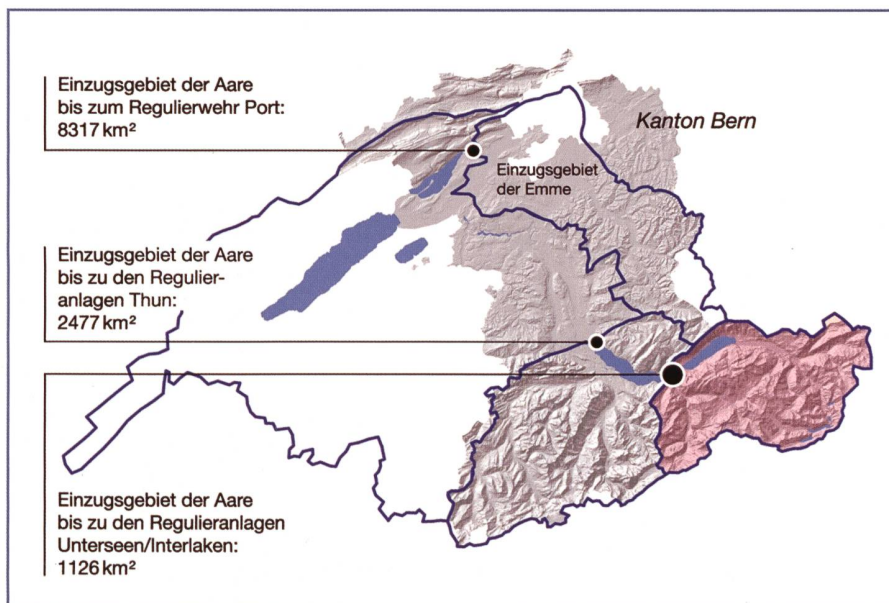 Einzugsgebiet der Aare
bis zum Regulierwehr Port:
8317 km²
Kanton Bern
Einzugsgebiet
der Emme
Einzugsgebiet der Aare
bis zu den Regulier-
anlagen Thun:
2477 km²
Einzugsgebiet der Aare
bis zu den Regulieranlagen
Unterseen/Interlaken:
1126 km²